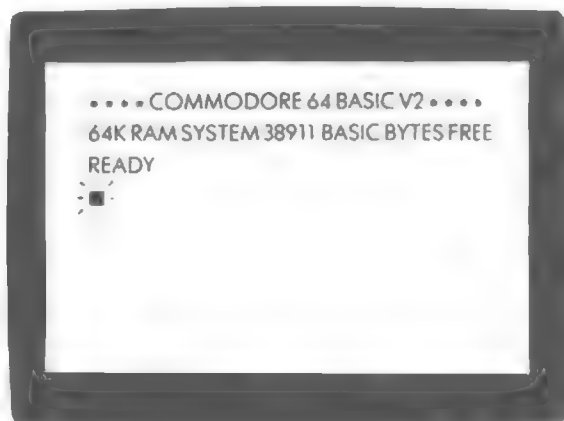 **** COMMODORE 64 BASIC V2 ****
64K RAM SYSTEM 38911 BASIC BYTES FREE
READY